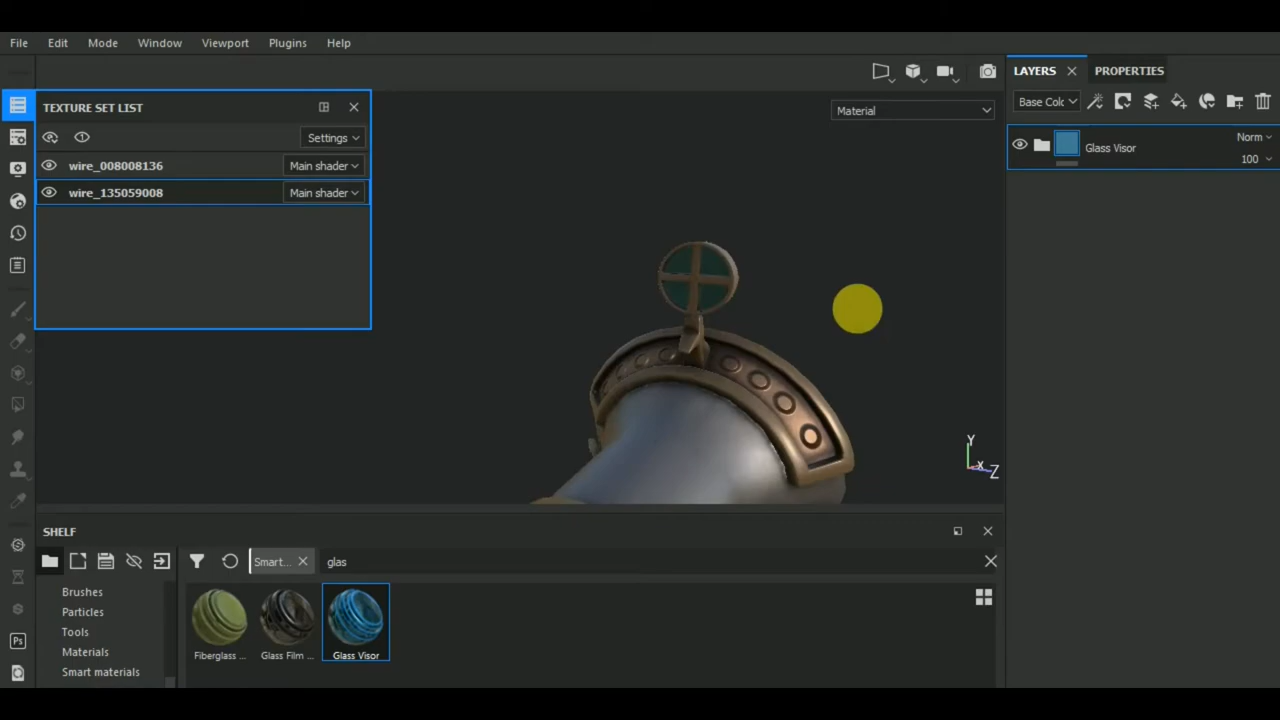 File Edit Mode Window Viewport Plugins Help
LAYERS PROPERTIES
TEXTURE SET LIST
Material
Base Colc
Settings
Norm
Glass Visor
100
wire_008008136 Main shader
wire_135059008 Main shader
Y
X
Z
SHELF
Smart... glas
Brushes
Particles
Tools
Materials
Smart materials
Fiberglass ... Glass Film ... Glass Visor
Ps